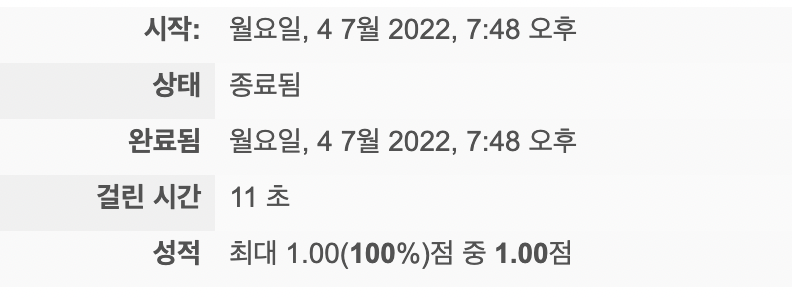 시작: 월요일, 4 7월 2022, 7:48 오후
상태 종료됨
완료됨 월요일, 4 7월 2022, 7:48 오후
걸린 시간 11 초
성적 최대 1.00(100%)점 중 1.00점